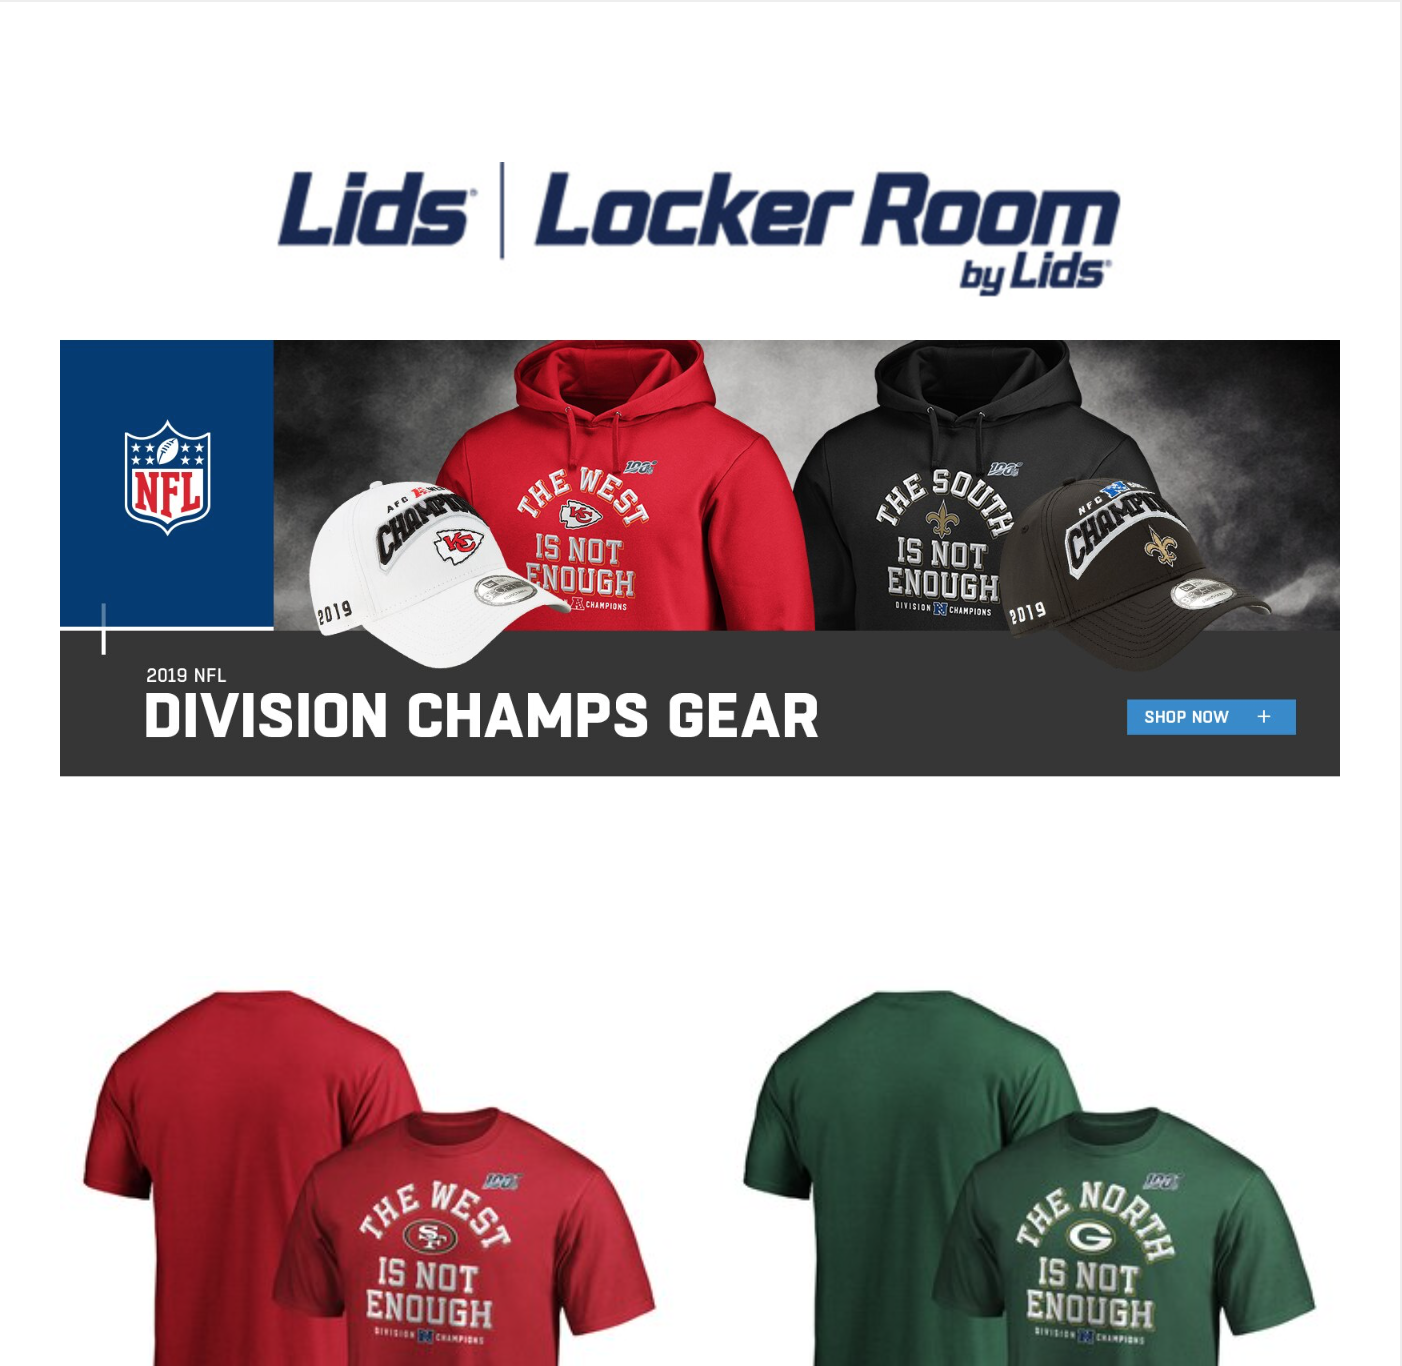 Lids
Locker Room
by Lids
NFL
THE WEST
KC
IS NOT
ENOUGH
CHAMPIONS
AFC
2019
THE SOUTH
IS NOT
ENOUGH
DIVISION N CHAMPIONS
NFC
2019
2019 NFL
DIVISION CHAMPS GEAR
SHOP NOW +
THE WEST
SF
IS NOT
ENOUGH
DIVISION N CHAMPIONS
THE NORTH
G
IS NOT
ENOUGH
DIVISION N CHAMPIONS